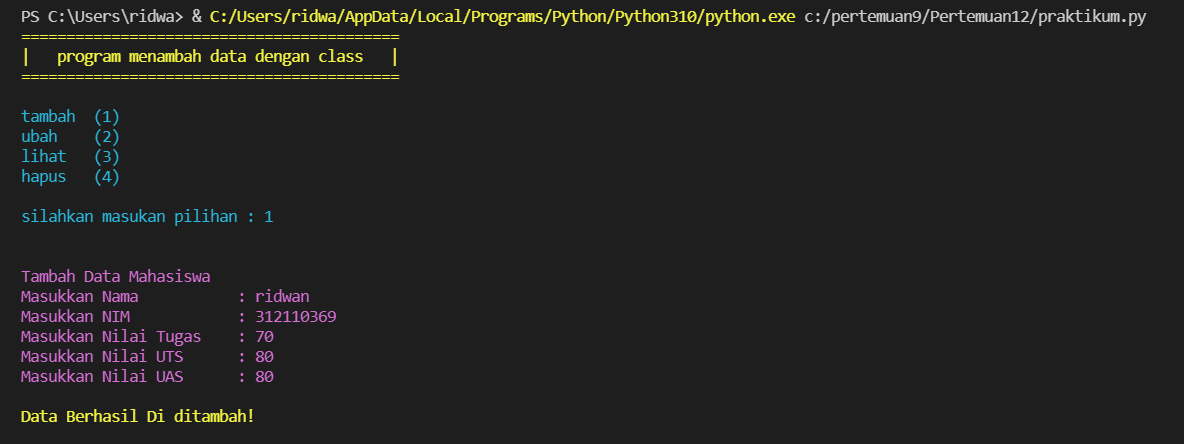 PS C:\Users\ridwa> & C:/Users/ridwa/AppData/Local/Programs/Python/Python310/python.exe c:/pertemuan9/Pertemuan12/praktikum.py
==========================================
|   program menambah data dengan class   |
==========================================
tambah  (1)
ubah    (2)
lihat   (3)
hapus   (4)
silahkan masukan pilihan : 1
Tambah Data Mahasiswa
Masukkan Nama           : ridwan
Masukkan NIM            : 312110369
Masukkan Nilai Tugas    : 70
Masukkan Nilai UTS      : 80
Masukkan Nilai UAS      : 80
Data Berhasil Di ditambah!